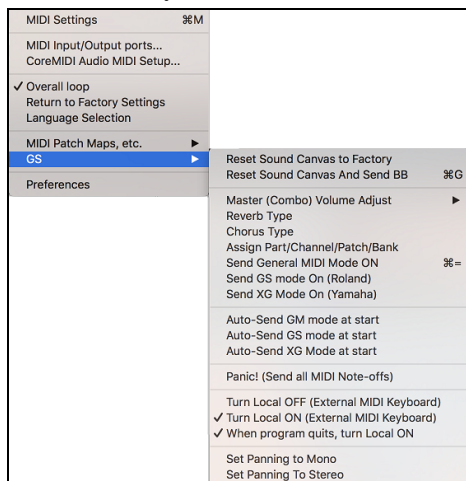 MIDI Settings ⌘M
MIDI Input/Output ports...
CoreMIDI Audio MIDI Setup...
✓ Overall loop
Return to Factory Settings
Language Selection
MIDI Patch Maps, etc. ▶
GS ▶
Preferences
Reset Sound Canvas to Factory
Reset Sound Canvas And Send BB ⌘G
Master (Combo) Volume Adjust ▶
Reverb Type
Chorus Type
Assign Part/Channel/Patch/Bank
Send General MIDI Mode ON ⌘=
Send GS mode On (Roland)
Send XG Mode On (Yamaha)
Auto-Send GM mode at start
Auto-Send GS mode at start
Auto-Send XG Mode at start
Panic! (Send all MIDI Note-offs)
Turn Local OFF (External MIDI Keyboard)
✓ Turn Local ON (External MIDI Keyboard)
✓ When program quits, turn Local ON
Set Panning to Mono
Set Panning To Stereo